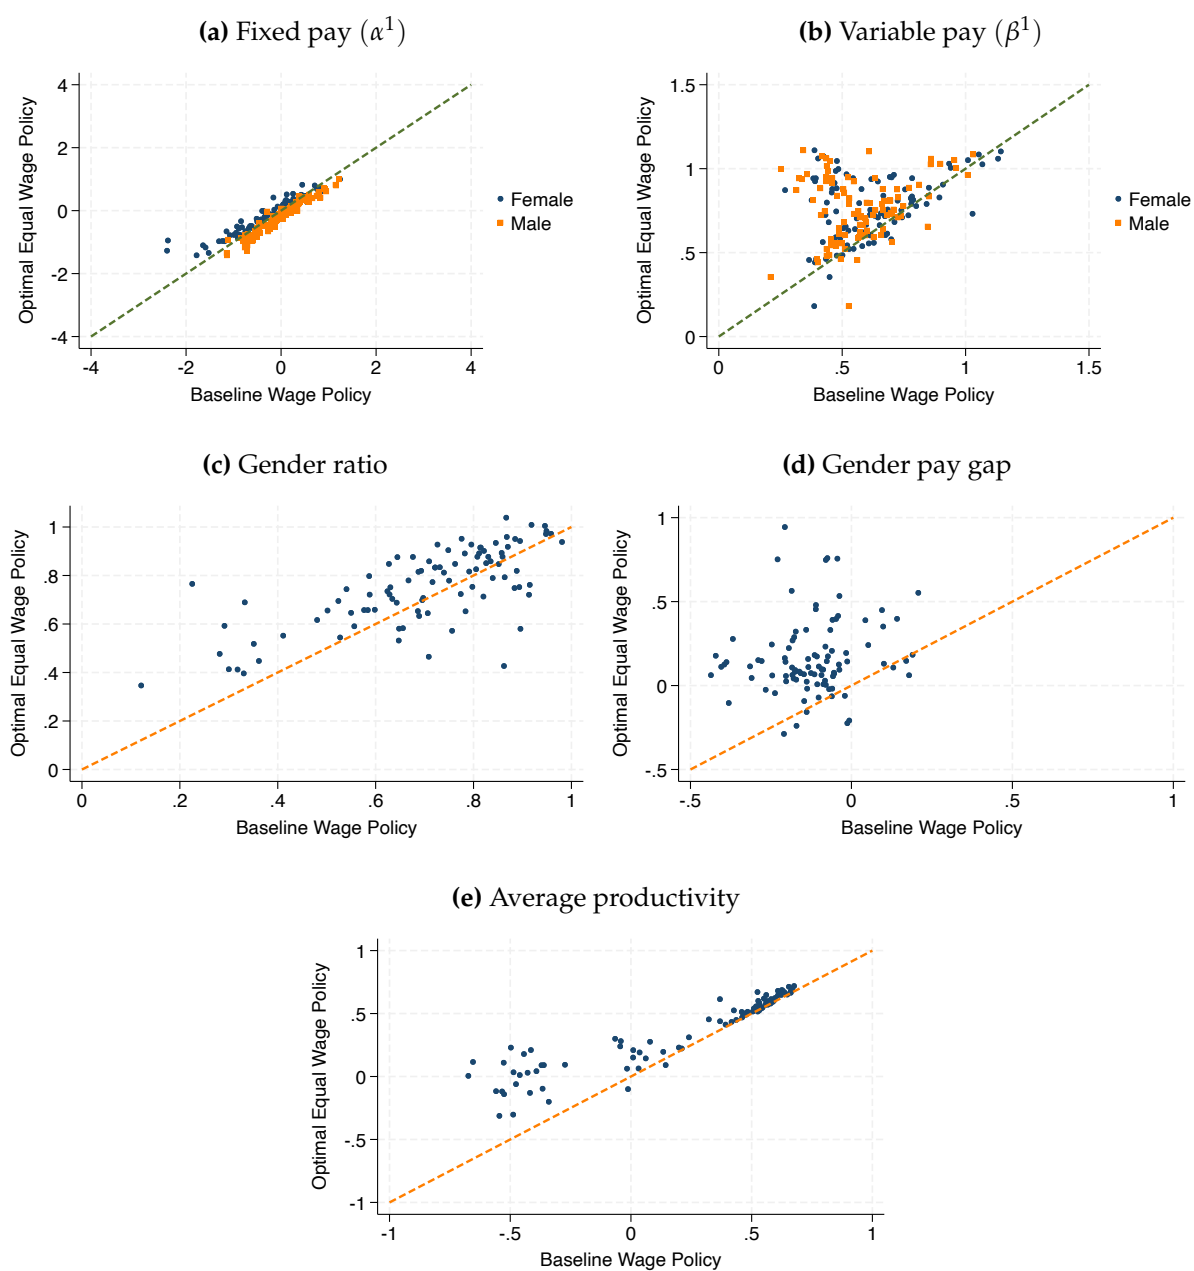 (a) Fixed pay (α¹)
Optimal Equal Wage Policy
4
2
0
-2
-4
-4 -2 0 2 4
Baseline Wage Policy
Female
Male
(b) Variable pay (β¹)
Optimal Equal Wage Policy
1.5
1
.5
0
0 .5 1 1.5
Baseline Wage Policy
Female
Male
(c) Gender ratio
Optimal Equal Wage Policy
1
.8
.6
.4
.2
0
0 .2 .4 .6 .8 1
Baseline Wage Policy
(d) Gender pay gap
Optimal Equal Wage Policy
1
.5
0
-.5
-.5 0 .5 1
Baseline Wage Policy
(e) Average productivity
Optimal Equal Wage Policy
1
.5
0
-.5
-1
-1 -.5 0 .5 1
Baseline Wage Policy